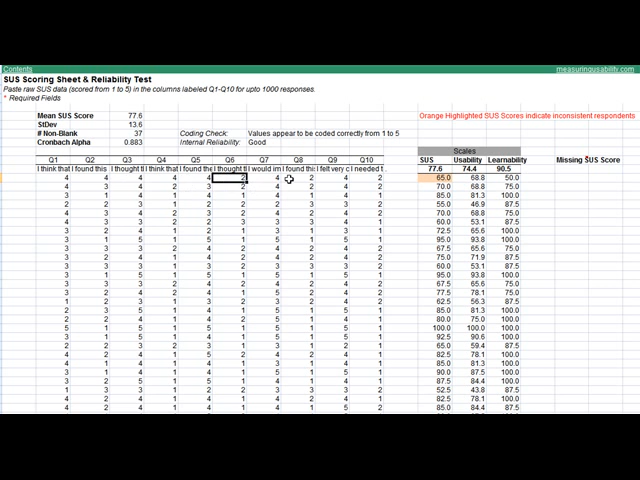 Contents measuringusability.com
SUS Scoring Sheet & Reliability Test
Paste raw SUS data (scored from 1 to 5) in the columns labeled Q1-Q10 for upto 1000 responses.
* Required Fields
Mean SUS Score 77.6 Orange Highlighted SUS Scores indicate inconsistent respondents
StDev 13.6
# Non-Blank 37 Coding Check: Values appear to be coded correctly from 1 to 5
Cronbach Alpha 0.883 Internal Reliability: Good
Scales
Q1 Q2 Q3 Q4 Q5 Q6 Q7 Q8 Q9 Q10 SUS Usability Learnability Missing SUS Score
I think that I found this I thought t I think that I found the I thought t I would im I found this I felt very c I needed t 77.6 74.4 90.5
4 4 4 4 4 2 4 2 4 2 65.0 68.8 50.0
4 3 4 2 3 2 4 2 4 2 70.0 68.8 75.0
3 1 4 1 4 1 4 1 4 1 85.0 81.3 100.0
2 2 3 1 2 2 2 3 3 2 55.0 46.9 87.5
4 3 4 2 3 2 4 2 4 2 70.0 68.8 75.0
4 3 4 2 2 2 3 2 3 1 60.0 53.1 87.5
3 1 3 1 3 2 3 3 3 1 72.5 65.6 100.0
3 1 5 1 5 1 5 1 5 1 95.0 93.8 100.0
3 3 3 2 4 2 4 2 4 2 67.5 65.6 75.0
3 2 3 1 4 2 4 2 4 2 75.0 71.9 87.5
3 3 3 1 3 2 3 3 3 2 60.0 53.1 87.5
3 1 5 1 5 1 5 1 5 1 95.0 93.8 100.0
3 3 3 2 4 2 4 2 4 2 67.5 65.6 75.0
3 2 4 2 4 1 4 2 4 2 77.5 78.1 75.0
1 2 3 1 3 2 3 2 3 2 62.5 56.3 87.5
2 3 5 1 4 1 5 1 4 1 85.0 81.3 100.0
3 2 4 1 4 2 4 1 4 1 80.0 75.0 100.0
5 1 5 1 5 1 5 1 5 1 100.0 100.0 100.0
3 1 4 1 5 1 5 1 5 1 92.5 90.6 100.0
2 3 3 1 3 2 3 1 3 2 65.0 59.4 87.5
4 2 4 1 5 2 4 2 4 1 82.5 78.1 100.0
4 1 4 1 4 1 4 1 3 1 85.0 81.3 100.0
3 1 4 1 4 1 5 1 5 1 90.0 87.5 100.0
3 2 5 1 5 1 4 1 4 1 87.5 84.4 100.0
1 3 3 1 2 2 3 3 3 2 52.5 43.8 87.5
4 2 4 1 4 1 4 2 4 1 82.5 78.1 100.0
4 2 4 1 4 1 4 1 5 2 85.0 84.4 87.5